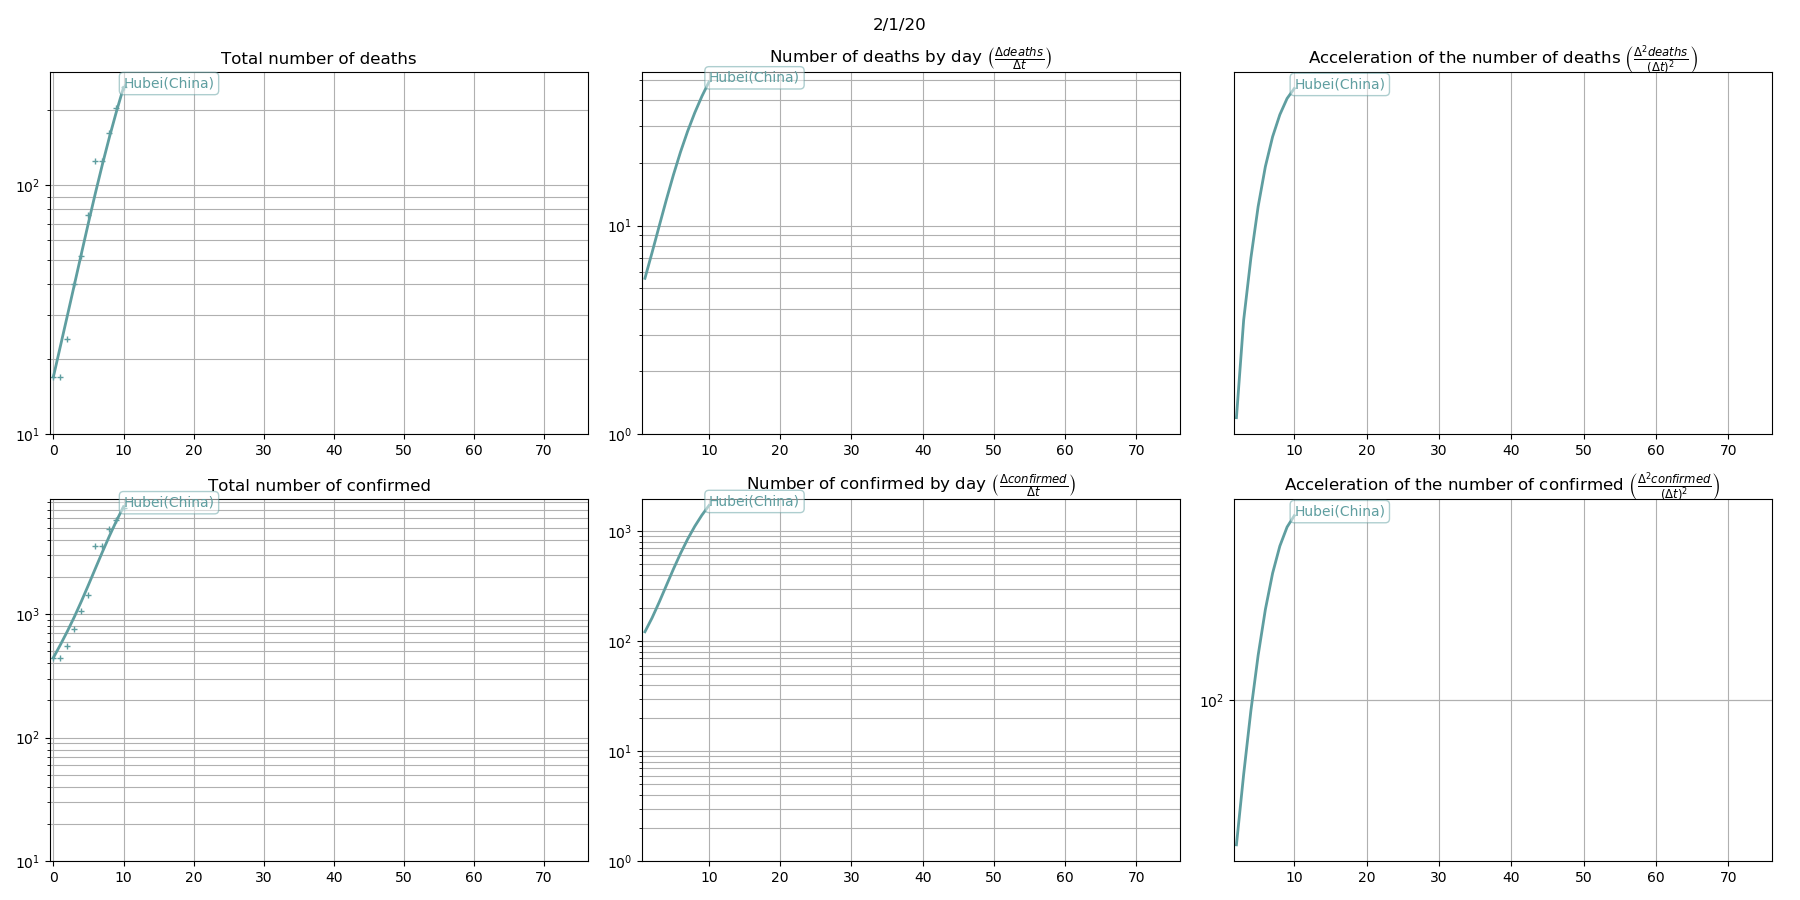 2/1/20
Total number of deaths
Hubei(China)
10²
10¹
0 10 20 30 40 50 60 70
Number of deaths by day (Δdeaths/Δt)
Hubei(China)
10¹
10⁰
10 20 30 40 50 60 70
Acceleration of the number of deaths (Δ²deaths/(Δt)²)
Hubei(China)
10 20 30 40 50 60 70
Total number of confirmed
Hubei(China)
10³
10²
10¹
0 10 20 30 40 50 60 70
Number of confirmed by day (Δconfirmed/Δt)
Hubei(China)
10³
10²
10¹
10⁰
10 20 30 40 50 60 70
Acceleration of the number of confirmed (Δ²confirmed/(Δt)²)
Hubei(China)
10²
10 20 30 40 50 60 70